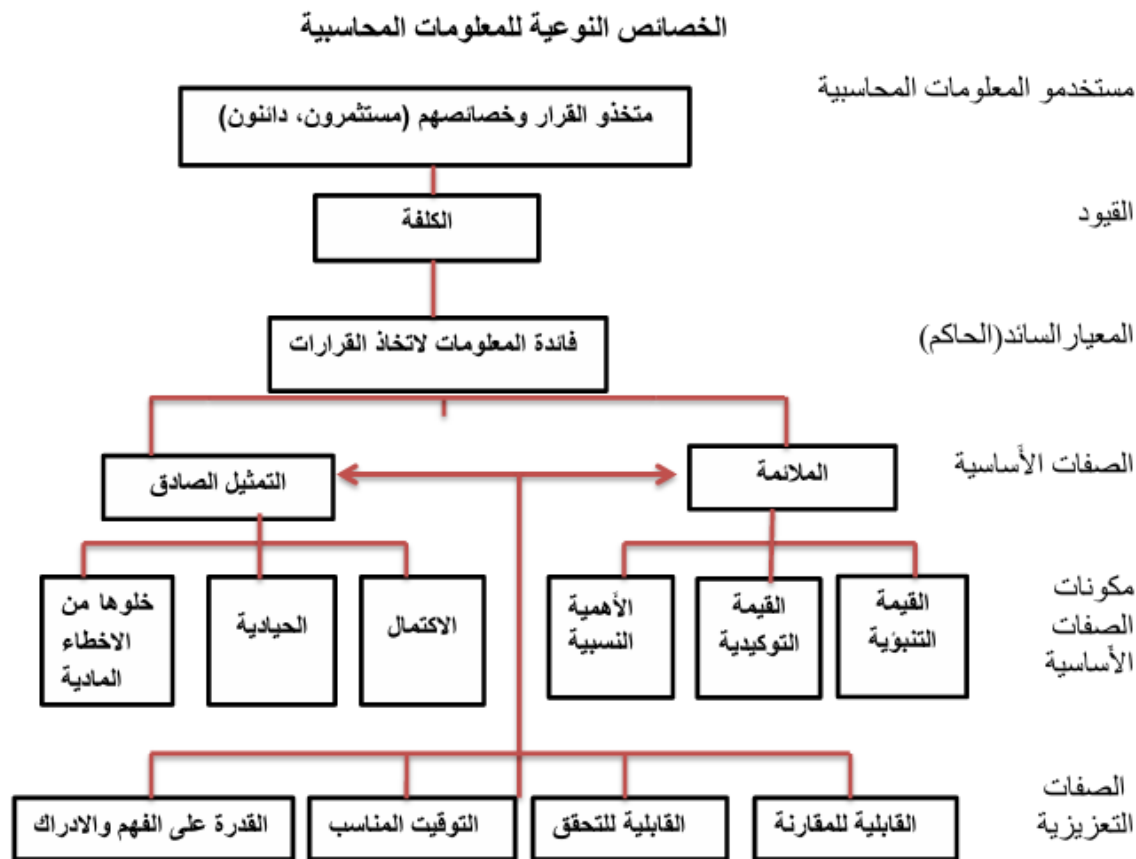 الخصائص النوعية للمعلومات المحاسبية
مستخدمو المعلومات المحاسبية
متخذو القرار وخصائصهم (مستثمرون، دائنون)
القيود
الكلفة
المعيار السائد(الحاكم)
فائدة المعلومات لاتخاذ القرارات
الصفات الأساسية
الملائمة
التمثيل الصادق
مكونات
الصفات
الأساسية
القيمة
التنبؤية
القيمة
التوكيدية
الأهمية
النسبية
الاكتمال
الحيادية
خلوها من
الاخطاء
المادية
الصفات
التعزيزية
القابلية للمقارنة
القابلية للتحقق
التوقيت المناسب
القدرة على الفهم والادراك